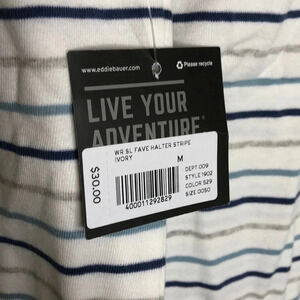 www.eddiebauer.com
Please recycle
LIVE YOUR
ADVENTURE
WR SL FAVE HALTER STRIPE
IVORY
M
$30.00
DEPT 009
STYLE 1902
COLOR 529
SIZE 0050
400011292829